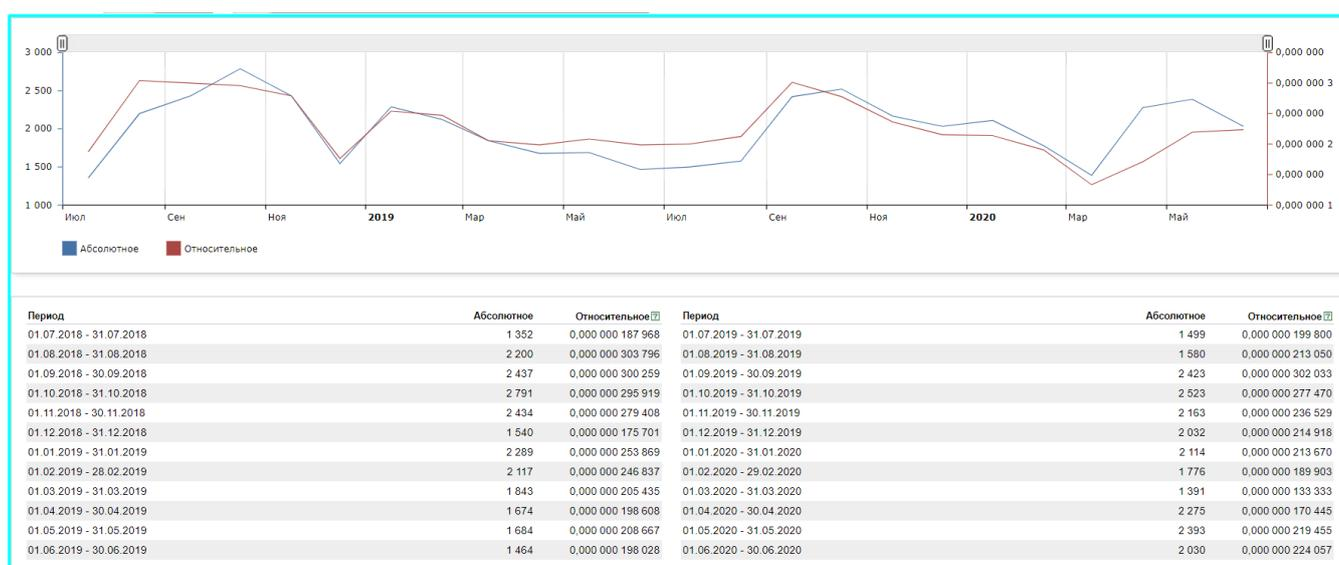 3 000
2 500
2 000
1 500
1 000
0,000 000
0,000 000 3
0,000 000
0,000 000 2
0,000 000
0,000 000 1
Июл Сен Ноя 2019 Мар Май Июл Сен Ноя 2020 Мар Май
Абсолютное Относительное
Период Абсолютное Относительное? Период Абсолютное Относительное?
01.07.2018 - 31.07.2018 1 352 0,000 000 187 968 01.07.2019 - 31.07.2019 1 499 0,000 000 199 800
01.08.2018 - 31.08.2018 2 200 0,000 000 303 796 01.08.2019 - 31.08.2019 1 580 0,000 000 213 050
01.09.2018 - 30.09.2018 2 437 0,000 000 300 259 01.09.2019 - 30.09.2019 2 423 0,000 000 302 033
01.10.2018 - 31.10.2018 2 791 0,000 000 295 919 01.10.2019 - 31.10.2019 2 523 0,000 000 277 470
01.11.2018 - 30.11.2018 2 434 0,000 000 279 408 01.11.2019 - 30.11.2019 2 163 0,000 000 236 529
01.12.2018 - 31.12.2018 1 540 0,000 000 175 701 01.12.2019 - 31.12.2019 2 032 0,000 000 214 918
01.01.2019 - 31.01.2019 2 289 0,000 000 253 869 01.01.2020 - 31.01.2020 2 114 0,000 000 213 670
01.02.2019 - 28.02.2019 2 117 0,000 000 246 837 01.02.2020 - 29.02.2020 1 776 0,000 000 189 903
01.03.2019 - 31.03.2019 1 843 0,000 000 205 435 01.03.2020 - 31.03.2020 1 391 0,000 000 133 333
01.04.2019 - 30.04.2019 1 674 0,000 000 198 608 01.04.2020 - 30.04.2020 2 275 0,000 000 170 445
01.05.2019 - 31.05.2019 1 684 0,000 000 208 667 01.05.2020 - 31.05.2020 2 393 0,000 000 219 455
01.06.2019 - 30.06.2019 1 464 0,000 000 198 028 01.06.2020 - 30.06.2020 2 030 0,000 000 224 057